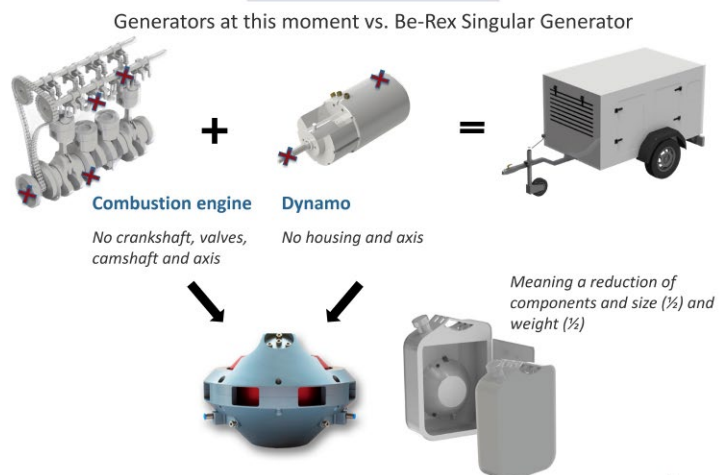 Generators at this moment vs. Be-Rex Singular Generator
+
=
Combustion engine
No crankshaft, valves,
camshaft and axis
Dynamo
No housing and axis
Meaning a reduction of
components and size (½) and
weight (½)